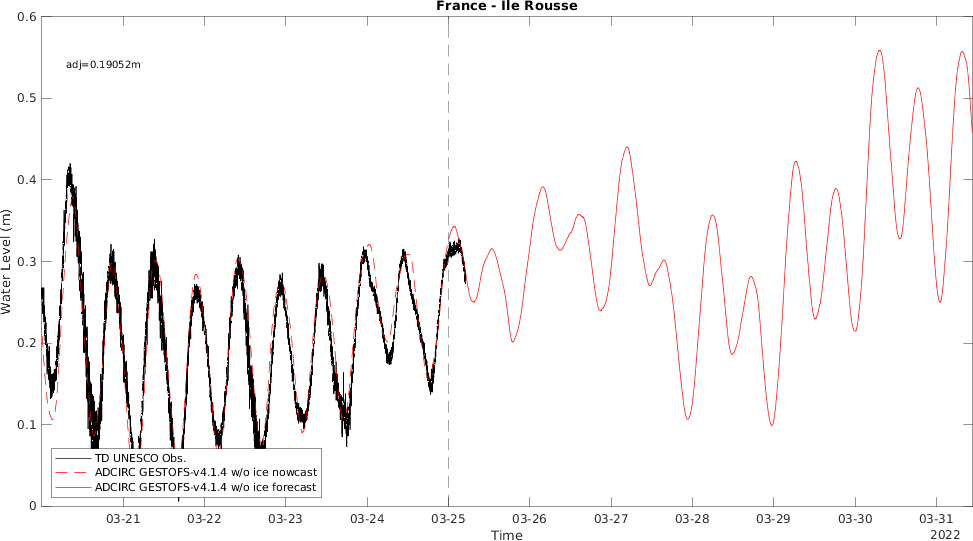 France - Ile Rousse
adj=0.19052m
0.6
0.5
0.4
0.3
0.2
0.1
0
Water Level (m)
TD UNESCO Obs.
ADCIRC GESTOFS-v4.1.4 w/o ice nowcast
ADCIRC GESTOFS-v4.1.4 w/o ice forecast
03-21 03-22 03-23 03-24 03-25 03-26 03-27 03-28 03-29 03-30 03-31
Time
2022